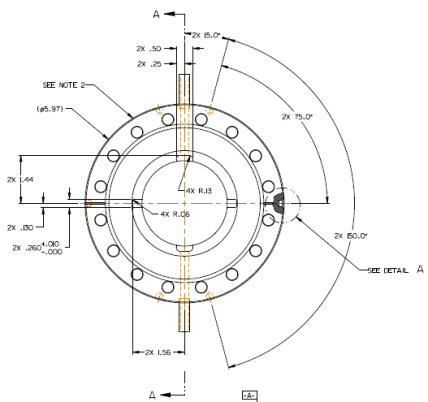 A
2X 15.0°
2X .50
2X .25
SEE NOTE 2
(ø5.97)
2X 75.0°
2X 1.44
4X R.13
4X R.06
2X .130
2X .260+.010
-.000
2X 150.0°
SEE DETAIL A
2X 1.56
A
-A-